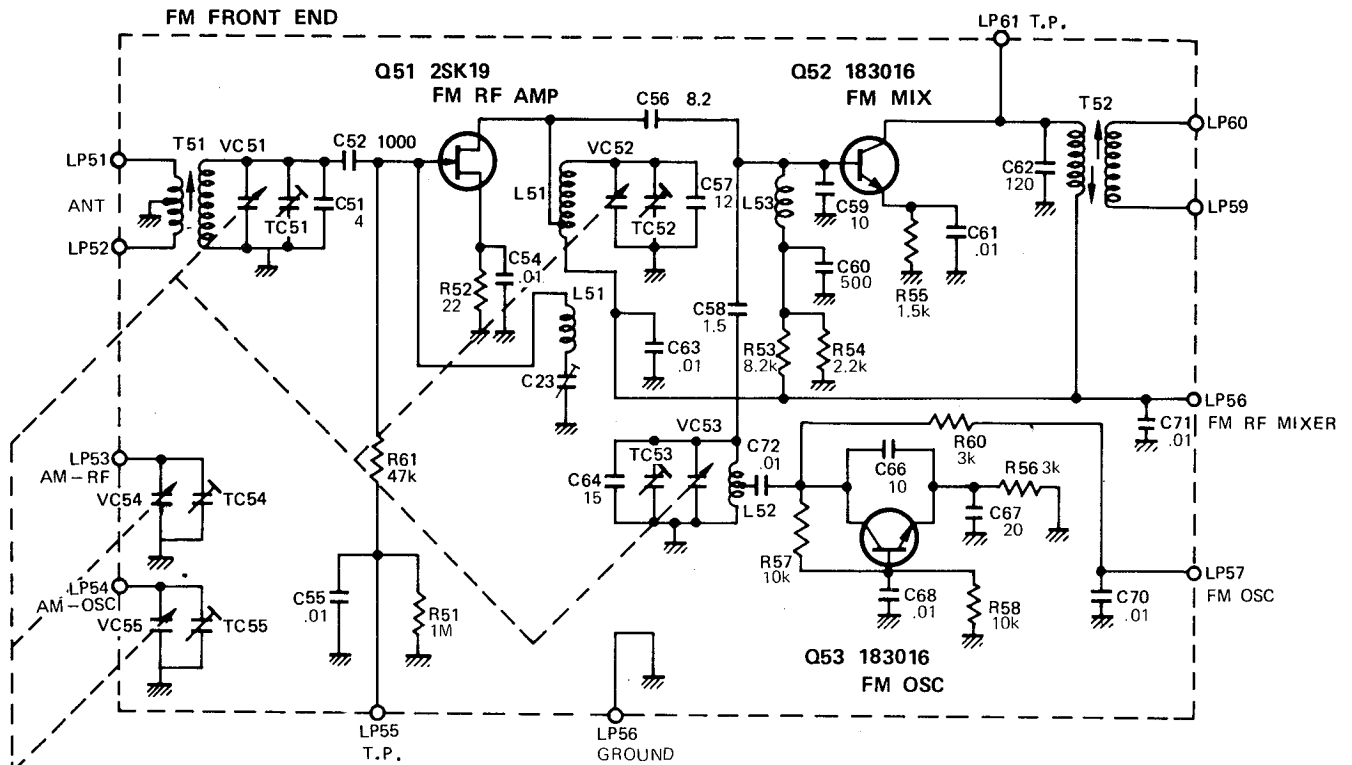 FM FRONT END
LP61 T.P.
Q51 2SK19
FM RF AMP
C56 8.2
Q52 183016
FM MIX
T52
LP51
T51
VC51
C52
1000
VC52
LP60
ANT
L51
C57
12
L53
C59
10
C62
120
LP52
TC51
C51
4
TC52
LP59
C54
.01
C60
500
C61
.01
R52
22
L51
R55
1.5k
C58
1.5
C63
.01
R53
8.2k
R54
2.2k
C23
LP56
FM RF MIXER
C71
.01
VC53
R60
3k
LP53
AM-RF
R61
47k
TC53
C72
.01
C66
10
R56 3k
VC54
TC54
C64
15
L52
C67
20
R57
10k
LP54
AM-OSC
LP57
FM OSC
C55
.01
R51
1M
C68
.01
R58
10k
C70
.01
VC55
TC55
Q53 183016
FM OSC
LP55
T.P.
LP56
GROUND